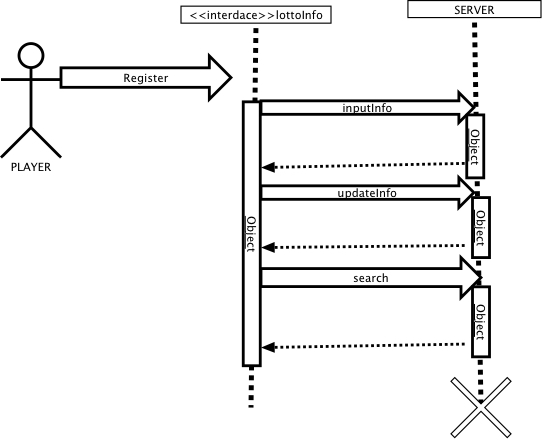 <<interdace>>lottoInfo
SERVER
Register
inputInfo
Object
PLAYER
updateInfo
Object
Object
search
Object